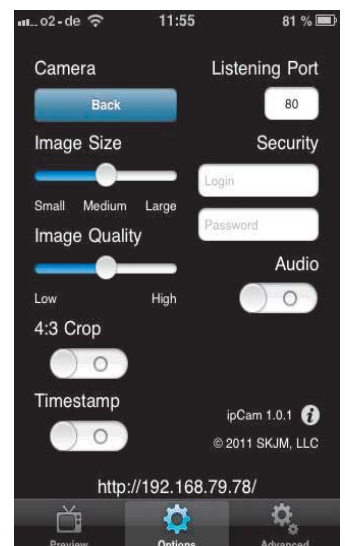 o2-de 11:55 81 %
Camera
Back
Listening Port
80
Image Size
Small Medium Large
Security
Login
Password
Image Quality
Low High
Audio
4:3 Crop
Timestamp
ipCam 1.0.1
© 2011 SKJM, LLC
http://192.168.79.78/
Preview Options Advanced